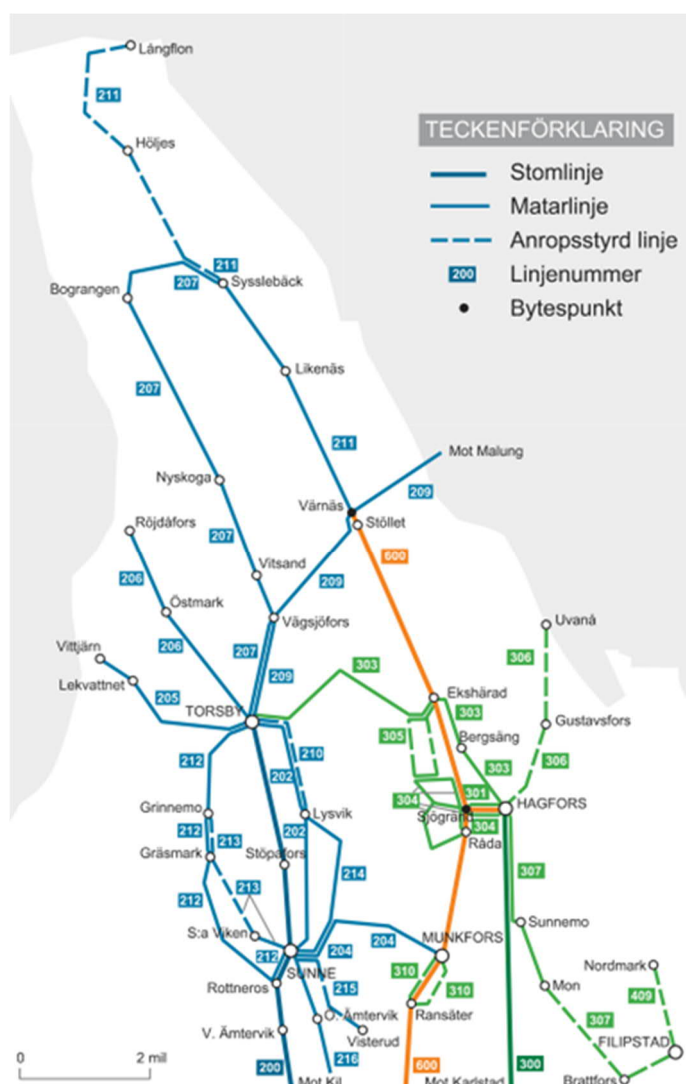 Långflon
211
Höljes
TECKENFÖRKLARING
Stomlinje
Matarlinje
Anropsstyrd linje
200 Linjenummer
Bytespunkt
211
207
Sysslebäck
Bograngen
Likenäs
207
211
Mot Malung
209
Nyskoga
Värnäs
Stöllet
Röjdåfors
207
600
206
Vitsand
209
Östmark
Vägsjöfors
Uvanå
206
207
306
Vittjärn
209
303
Lekvattnet
205
Ekshärad
TORSBY
303
305
Gustavsfors
212
210
Bergsäng
306
202
303
304
301
Grinnemo
Lysvik
Sjögränd
HAGFORS
212
202
304
213
Råda
Gräsmark
Stöpafors
214
307
212
213
S:a Viken
204
204
MUNKFORS
Sunnemo
212
SUNNE
Nordmark
310
Rottneros
215
310
Mon
409
Ransäter
307
Ö. Ämtervik
V. Ämtervik
Visterud
FILIPSTAD
0
2 mil
200
216
600
300
Mot Kil
Mot Karlstad
Brattfors